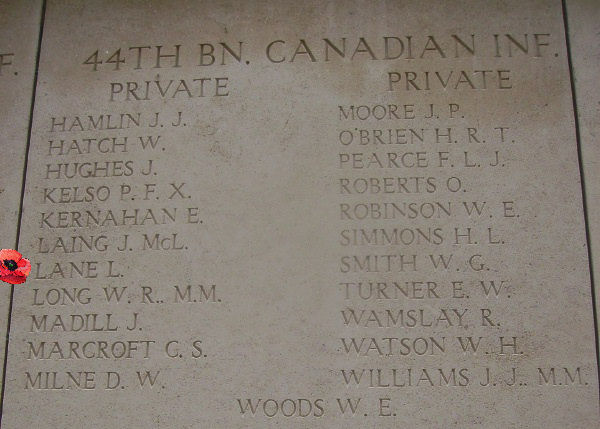 F.
44TH BN. CANADIAN INF.
PRIVATE
HAMLIN J. J.
HATCH W.
HUGHES J.
KELSO P. F. X.
KERNAHAN E.
LAING J. McL.
LANE L.
LONG W. R., M.M.
MADILL J.
MARCROFT C. S.
MILNE D. W.
PRIVATE
MOORE J. P.
O'BRIEN H. R. T.
PEARCE F. L. J.
ROBERTS O.
ROBINSON W. E.
SIMMONS H. L.
SMITH W. G.
TURNER E. W.
WAMSLAY R.
WATSON W. H.
WILLIAMS J. J., M.M.
WOODS W. E.